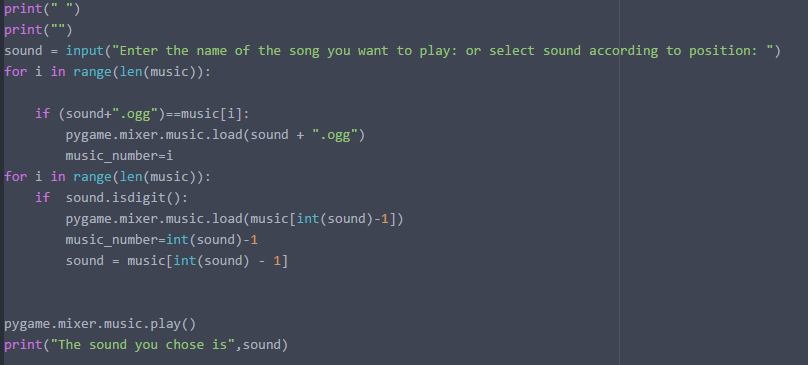 print(" ")
print("")
sound = input("Enter the name of the song you want to play: or select sound according to position: ")
for i in range(len(music)):
    if (sound+".ogg")==music[i]:
        pygame.mixer.music.load(sound + ".ogg")
        music_number=i
for i in range(len(music)):
    if  sound.isdigit():
        pygame.mixer.music.load(music[int(sound)-1])
        music_number=int(sound)-1
        sound = music[int(sound) - 1]
pygame.mixer.music.play()
print("The sound you chose is",sound)